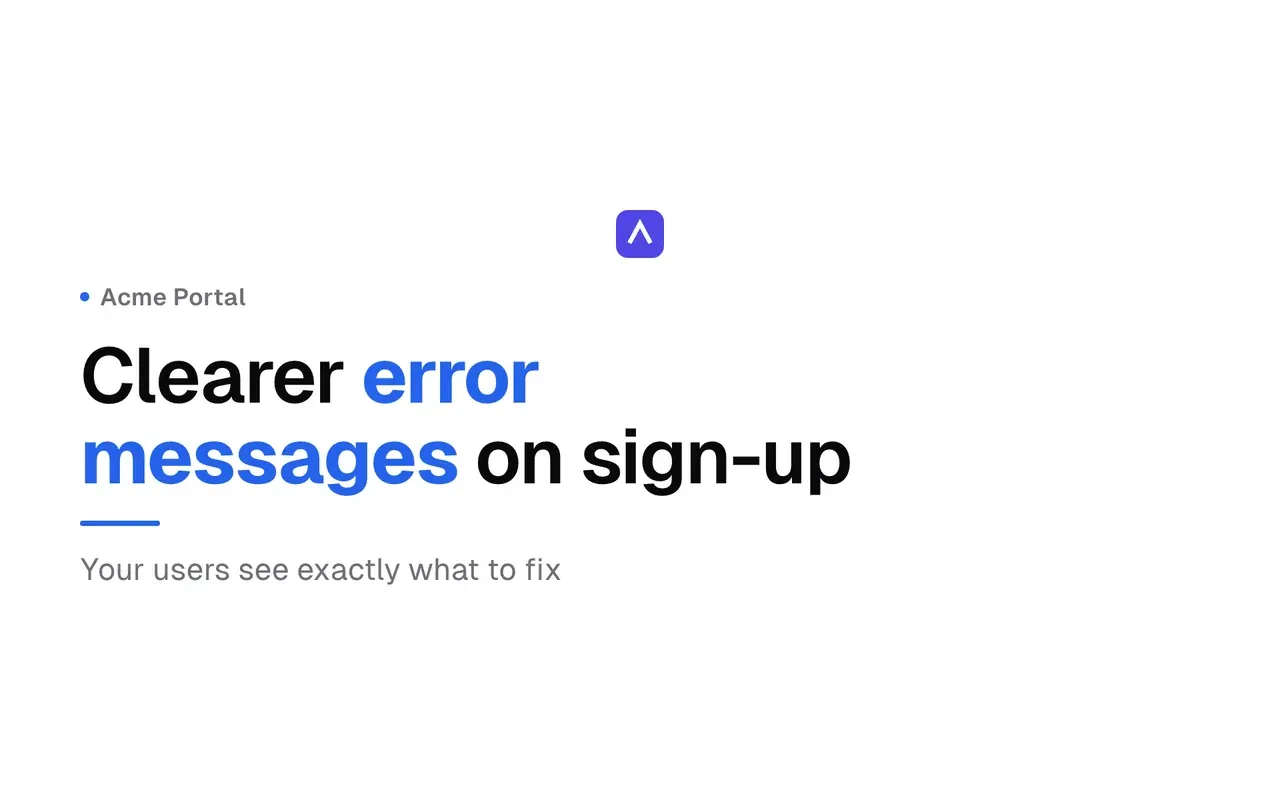 Acme Portal
Clearer error
messages on sign-up
Your users see exactly what to fix